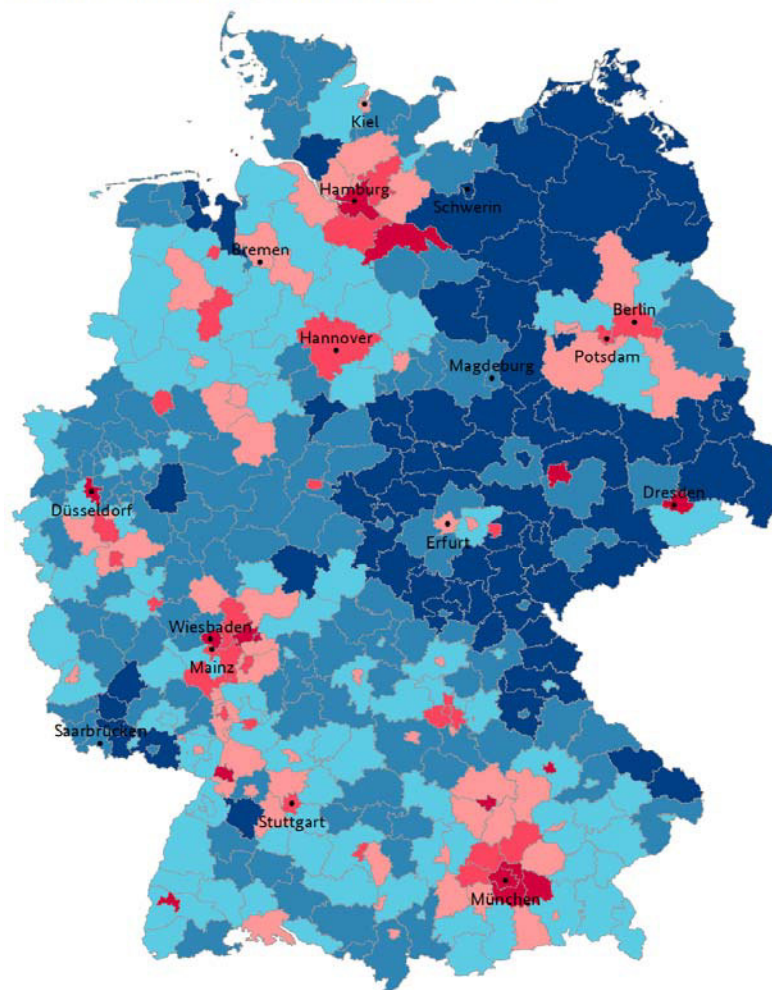 Kiel
Hamburg
Schwerin
Bremen
Berlin
Hannover
Potsdam
Magdeburg
Düsseldorf
Dresden
Erfurt
Wiesbaden
Mainz
Saarbrücken
Stuttgart
München